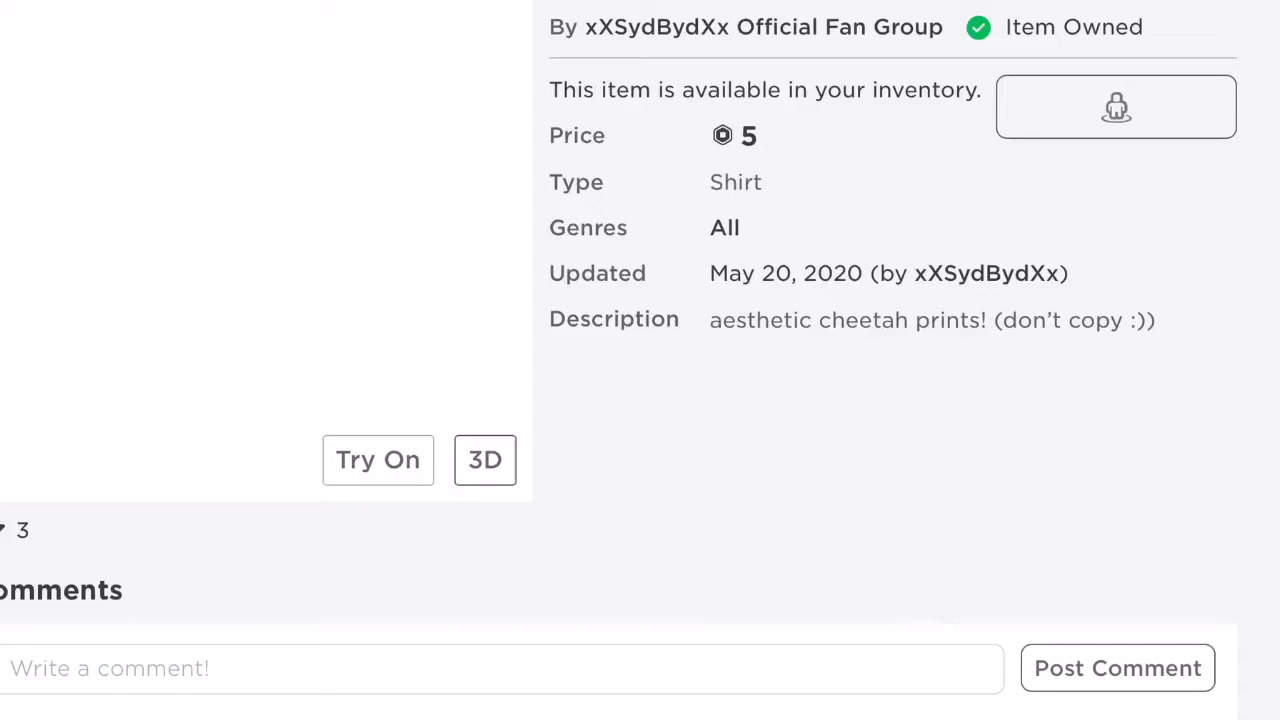 By xXSydBydXx Official Fan Group Item Owned
This item is available in your inventory.
Price 5
Type Shirt
Genres All
Updated May 20, 2020 (by xXSydBydXx)
Description aesthetic cheetah prints! (don't copy :))
Try On 3D
3
omments
Write a comment! Post Comment